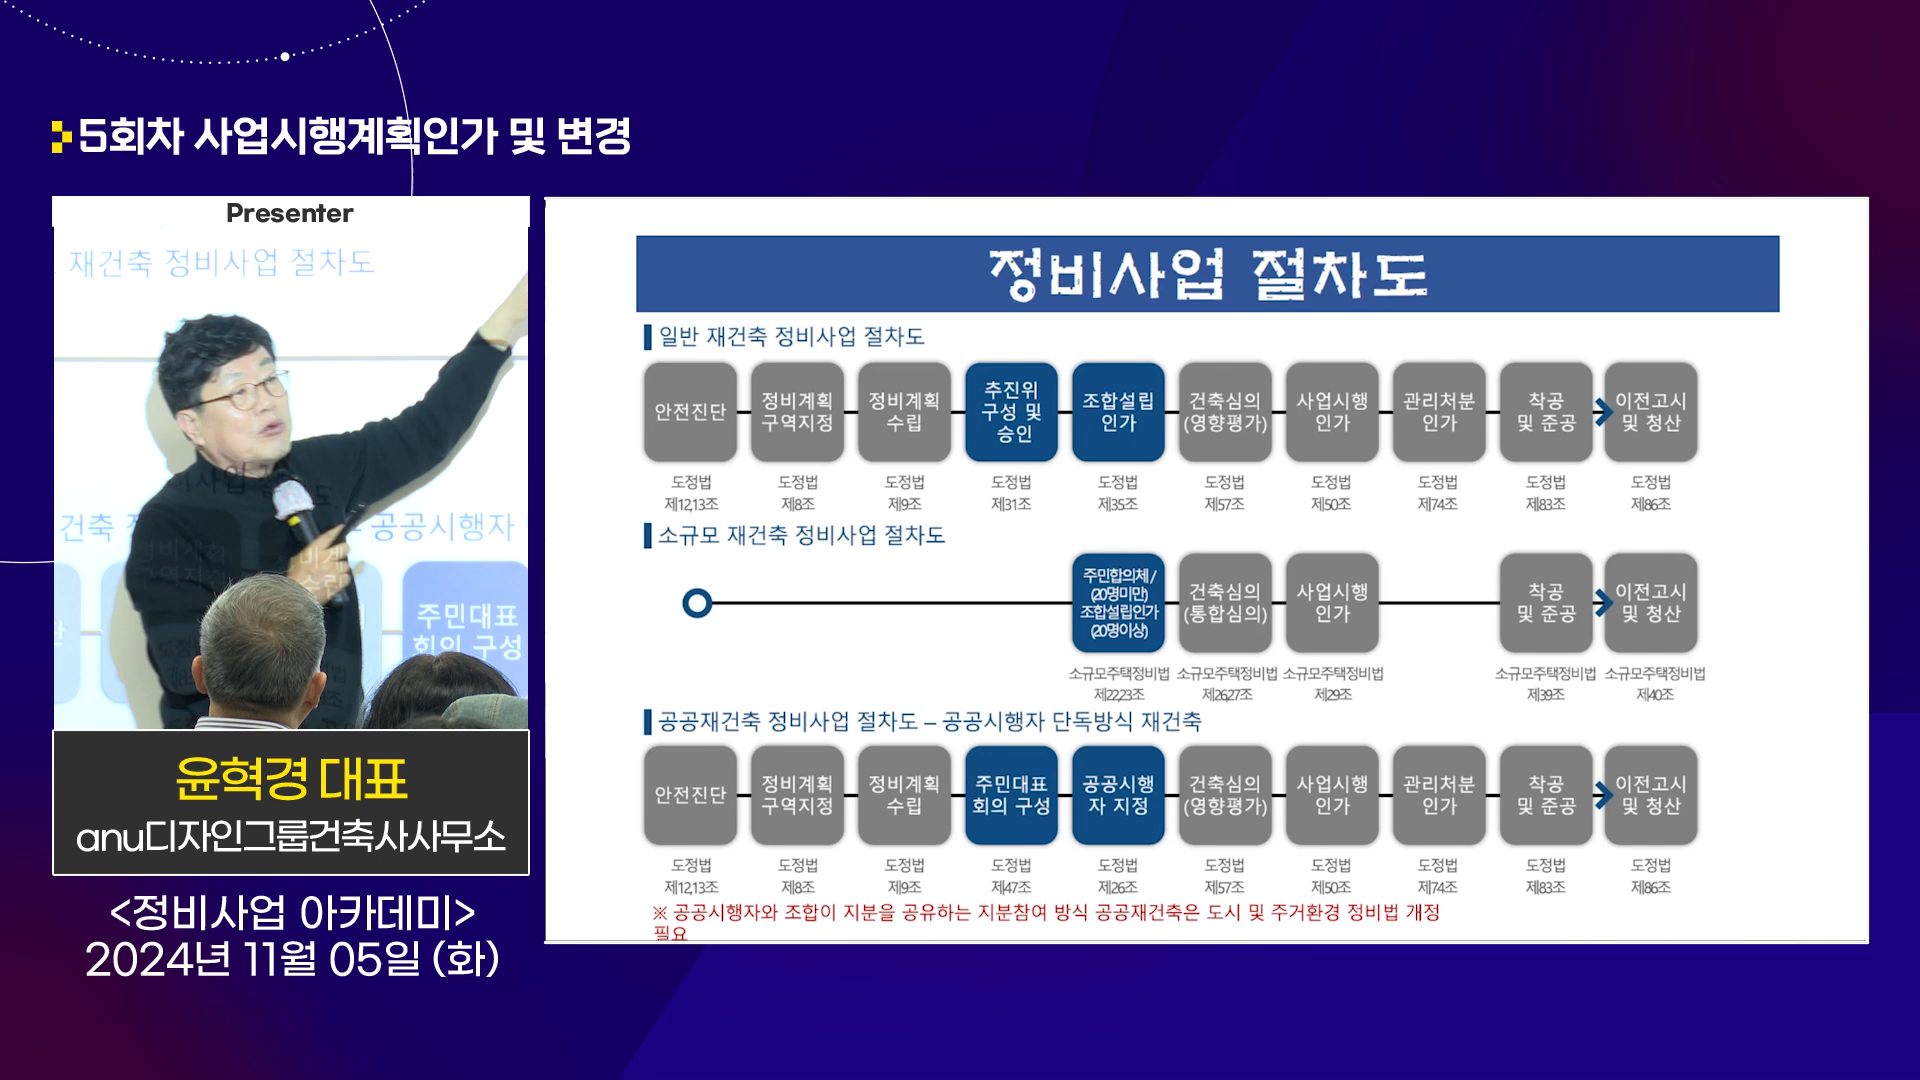 5회차 사업시행계획인가 및 변경
Presenter
재건축 정비사업 절차도
건축
공공시행자
주민대표
회의 구성
윤혁경 대표
anu디자인그룹건축사사무소
<정비사업 아카데미>
2024년 11월 05일 (화)
정비사업 절차도
일반 재건축 정비사업 절차도
안전진단
정비계획
구역지정
정비계획
수립
추진위
구성 및
승인
조합설립
인가
건축심의
(영향평가)
사업시행
인가
관리처분
인가
착공
및 준공
이전고시
및 청산
도정법
제12,13조
도정법
제8조
도정법
제9조
도정법
제31조
도정법
제35조
도정법
제57조
도정법
제50조
도정법
제74조
도정법
제83조
도정법
제86조
소규모 재건축 정비사업 절차도
주민합의체/
(20명미만)
조합설립인가
(20명이상)
건축심의
(통합심의)
사업시행
인가
착공
및 준공
이전고시
및 청산
소규모주택정비법
제22,23조
소규모주택정비법
제26,27조
소규모주택정비법
제29조
소규모주택정비법
제39조
소규모주택정비법
제40조
공공재건축 정비사업 절차도 – 공공시행자 단독방식 재건축
안전진단
정비계획
구역지정
정비계획
수립
주민대표
회의 구성
공공시행
자 지정
건축심의
(영향평가)
사업시행
인가
관리처분
인가
착공
및 준공
이전고시
및 청산
도정법
제12,13조
도정법
제8조
도정법
제9조
도정법
제47조
도정법
제26조
도정법
제57조
도정법
제50조
도정법
제74조
도정법
제83조
도정법
제86조
※ 공공시행자와 조합이 지분을 공유하는 지분참여 방식 공공재건축은 도시 및 주거환경 정비법 개정
필요